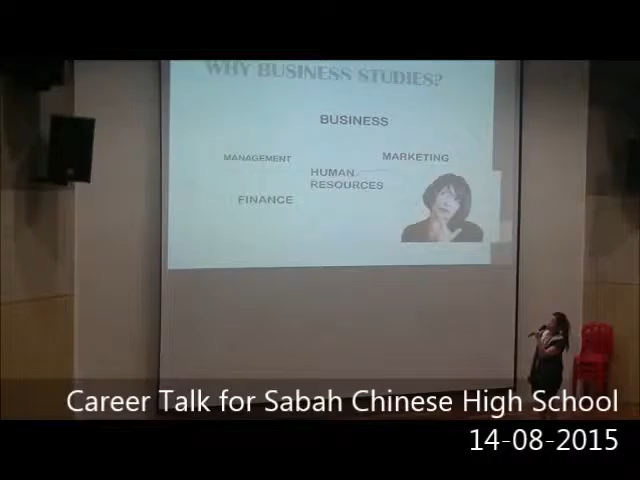 WHY BUSINESS STUDIES?
BUSINESS
MANAGEMENT
MARKETING
HUMAN
RESOURCES
FINANCE
Career Talk for Sabah Chinese High School
14-08-2015